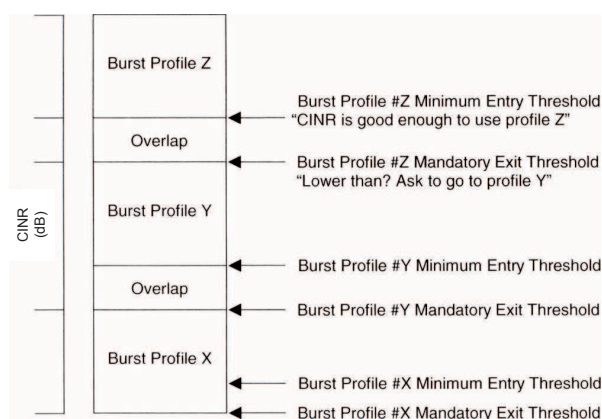 Burst Profile Z
Burst Profile #Z Minimum Entry Threshold
“CINR is good enough to use profile Z”
Overlap
Burst Profile #Z Mandatory Exit Threshold
“Lower than? Ask to go to profile Y”
CINR
(dB)
Burst Profile Y
Burst Profile #Y Minimum Entry Threshold
Overlap
Burst Profile #Y Mandatory Exit Threshold
Burst Profile X
Burst Profile #X Minimum Entry Threshold
Burst Profile #X Mandatory Exit Threshold